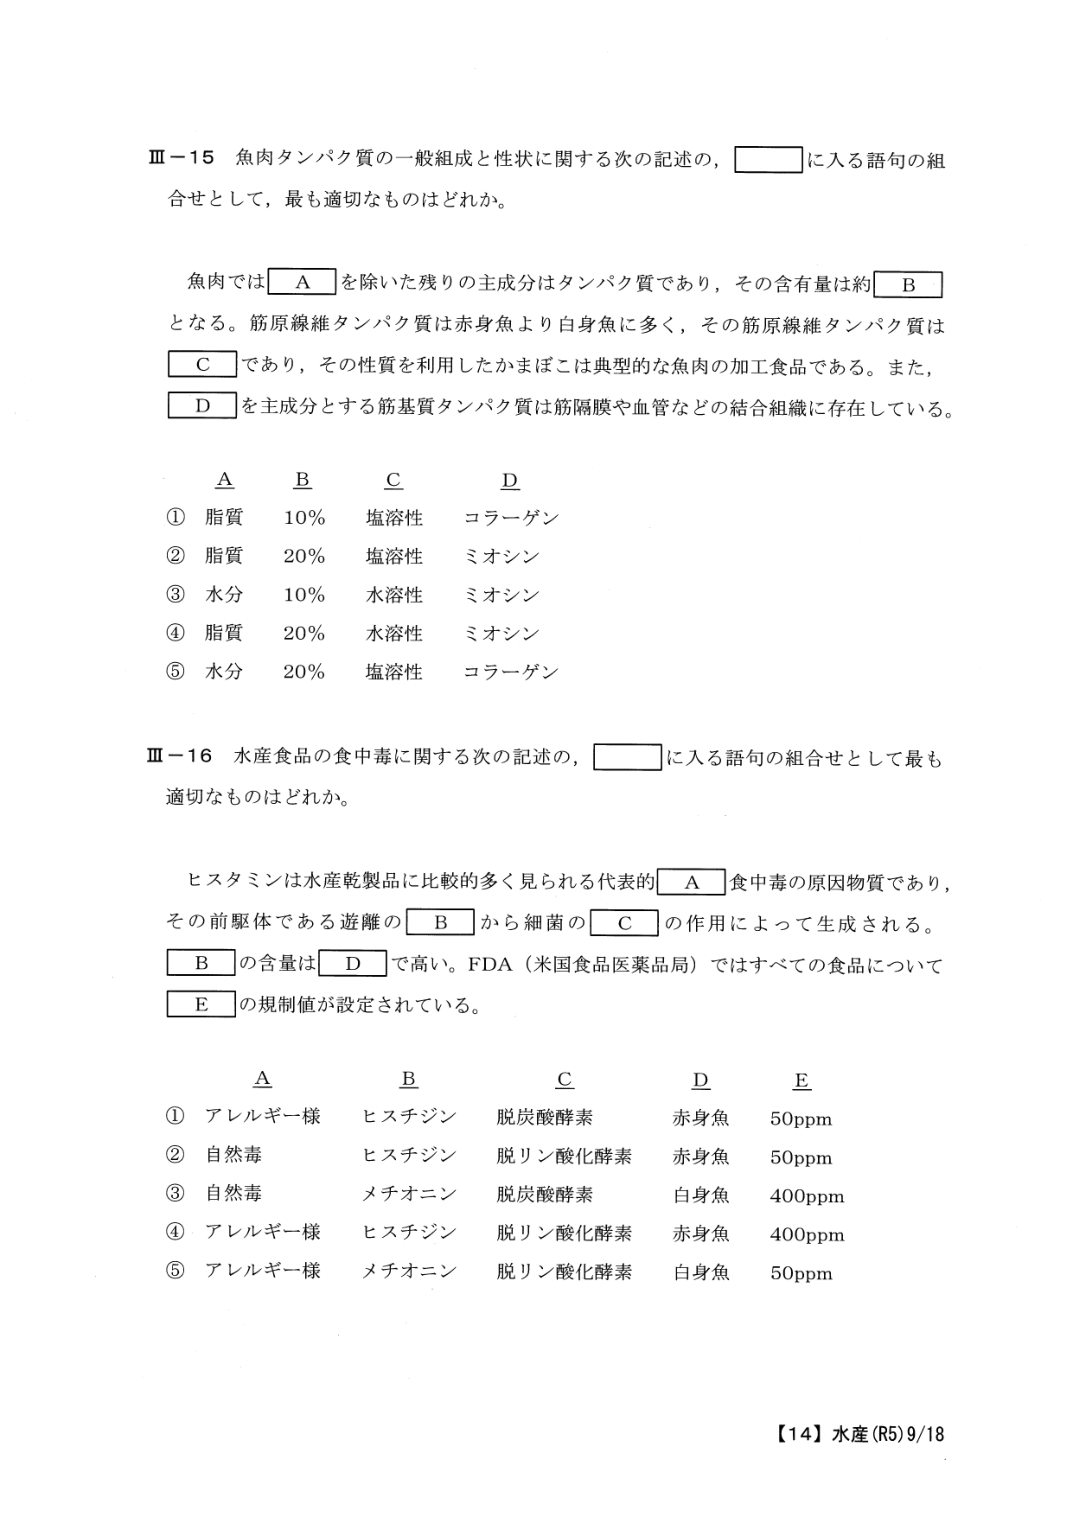 Ⅲ－15 魚肉タンパク質の一般組成と性状に関する次の記述の，　　　に入る語句の組
合せとして，最も適切なものはどれか。
魚肉では A を除いた残りの主成分はタンパク質であり，その含有量は約 B
となる。筋原線維タンパク質は赤身魚より白身魚に多く，その筋原線維タンパク質は
C であり，その性質を利用したかまぼこは典型的な魚肉の加工食品である。また，
D を主成分とする筋基質タンパク質は筋隔膜や血管などの結合組織に存在している。
A B C D
① 脂質 10% 塩溶性 コラーゲン
② 脂質 20% 塩溶性 ミオシン
③ 水分 10% 水溶性 ミオシン
④ 脂質 20% 水溶性 ミオシン
⑤ 水分 20% 塩溶性 コラーゲン
Ⅲ－16 水産食品の食中毒に関する次の記述の，　　　に入る語句の組合せとして最も
適切なものはどれか。
ヒスタミンは水産乾製品に比較的多く見られる代表的 A 食中毒の原因物質であり，
その前駆体である遊離の B から細菌の C の作用によって生成される。
B の含量は D で高い。FDA（米国食品医薬品局）ではすべての食品について
E の規制値が設定されている。
A B C D E
① アレルギー様 ヒスチジン 脱炭酸酵素 赤身魚 50ppm
② 自然毒 ヒスチジン 脱リン酸化酵素 赤身魚 50ppm
③ 自然毒 メチオニン 脱炭酸酵素 白身魚 400ppm
④ アレルギー様 ヒスチジン 脱リン酸化酵素 赤身魚 400ppm
⑤ アレルギー様 メチオニン 脱リン酸化酵素 白身魚 50ppm
【14】水産(R5)9/18